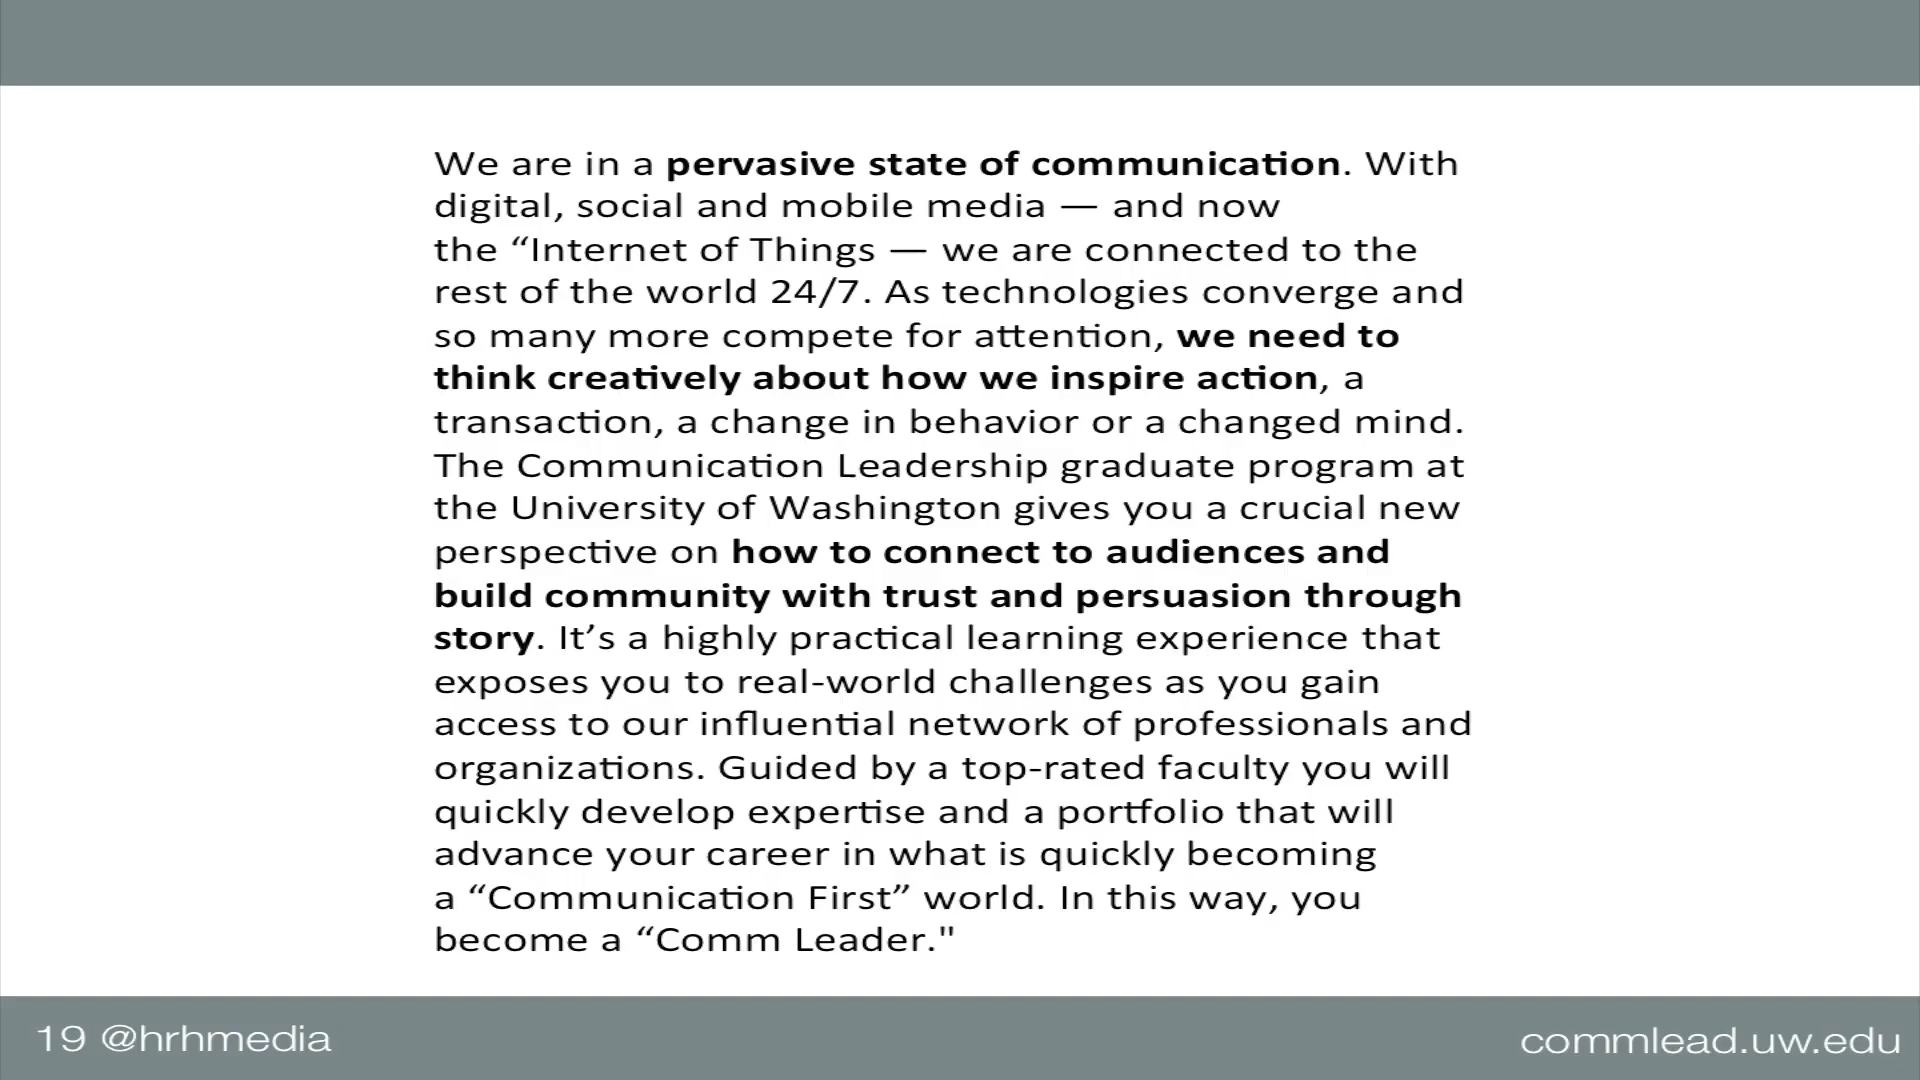 We are in a pervasive state of communication. With
digital, social and mobile media — and now
the “Internet of Things — we are connected to the
rest of the world 24/7. As technologies converge and
so many more compete for attention, we need to
think creatively about how we inspire action, a
transaction, a change in behavior or a changed mind.
The Communication Leadership graduate program at
the University of Washington gives you a crucial new
perspective on how to connect to audiences and
build community with trust and persuasion through
story. It’s a highly practical learning experience that
exposes you to real-world challenges as you gain
access to our influential network of professionals and
organizations. Guided by a top-rated faculty you will
quickly develop expertise and a portfolio that will
advance your career in what is quickly becoming
a “Communication First” world. In this way, you
become a “Comm Leader."
19 @hrhmedia
commlead.uw.edu